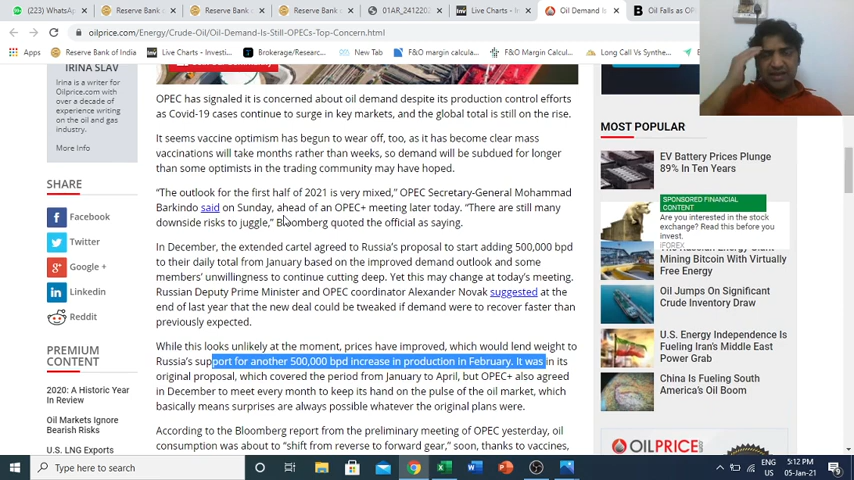 (223) WhatsA
Reserve Bank
Reserve Bank of
Reserve Bank of
01AR_241220
Live Charts - In
Oil Demand Is
Oil Falls as OP
oilprice.com/Energy/Crude-Oil/Oil-Demand-Is-Still-OPECs-Top-Concern.html
Apps
Reserve Bank of India
Live Charts - Investi...
Brokerage/Researc...
New Tab
F&O margin calcula...
F&O Margin Calcul...
Long Call Vs Synthe...
IRINA SLAV
Irina is a writer for
Oilprice.com with
over a decade of
experience writing
on the oil and gas
industry.
More Info
SHARE
Facebook
Twitter
Google +
Linkedin
Reddit
PREMIUM
CONTENT
2020: A Historic Year
In Review
Oil Markets Ignore
Bearish Risks
U.S. LNG Exports
OPEC has signaled it is concerned about oil demand despite its production control efforts
as Covid-19 cases continue to surge in key markets, and the global total is still on the rise.
It seems vaccine optimism has begun to wear off, too, as it has become clear mass
vaccinations will take months rather than weeks, so demand will be subdued for longer
than some optimists in the trading community may have hoped.
“The outlook for the first half of 2021 is very mixed,” OPEC Secretary-General Mohammad
Barkindo said on Sunday, ahead of an OPEC+ meeting later today. “There are still many
downside risks to juggle,” Bloomberg quoted the official as saying.
In December, the extended cartel agreed to Russia’s proposal to start adding 500,000 bpd
to their daily total from January based on the improved demand outlook and some
members’ unwillingness to continue cutting deep. Yet this may change at today’s meeting.
Russian Deputy Prime Minister and OPEC coordinator Alexander Novak suggested at the
end of last year that the new deal could be tweaked if demand were to recover faster than
previously expected.
While this looks unlikely at the moment, prices have improved, which would lend weight to
Russia’s support for another 500,000 bpd increase in production in February. It was in its
original proposal, which covered the period from January to April, but OPEC+ also agreed
in December to meet every month to keep its hand on the pulse of the oil market, which
basically means surprises are always possible whatever the original plans were.
According to the Bloomberg report from the preliminary meeting of OPEC yesterday, oil
consumption was about to “shift from reverse to forward gear,” soon, thanks to vaccines,
MOST POPULAR
EV Battery Prices Plunge
89% In Ten Years
SPONSORED FINANCIAL
CONTENT
Are you interested in the stock
exchange? Read this before you
invest.
IFOREX
Mining Bitcoin With Virtually
Free Energy
Oil Jumps On Significant
Crude Inventory Draw
U.S. Energy Independence Is
Fueling Iran's Middle East
Power Grab
China Is Fueling South
America's Oil Boom
OILPRICE
Type here to search
ENG
US
5:12 PM
05-Jan-21